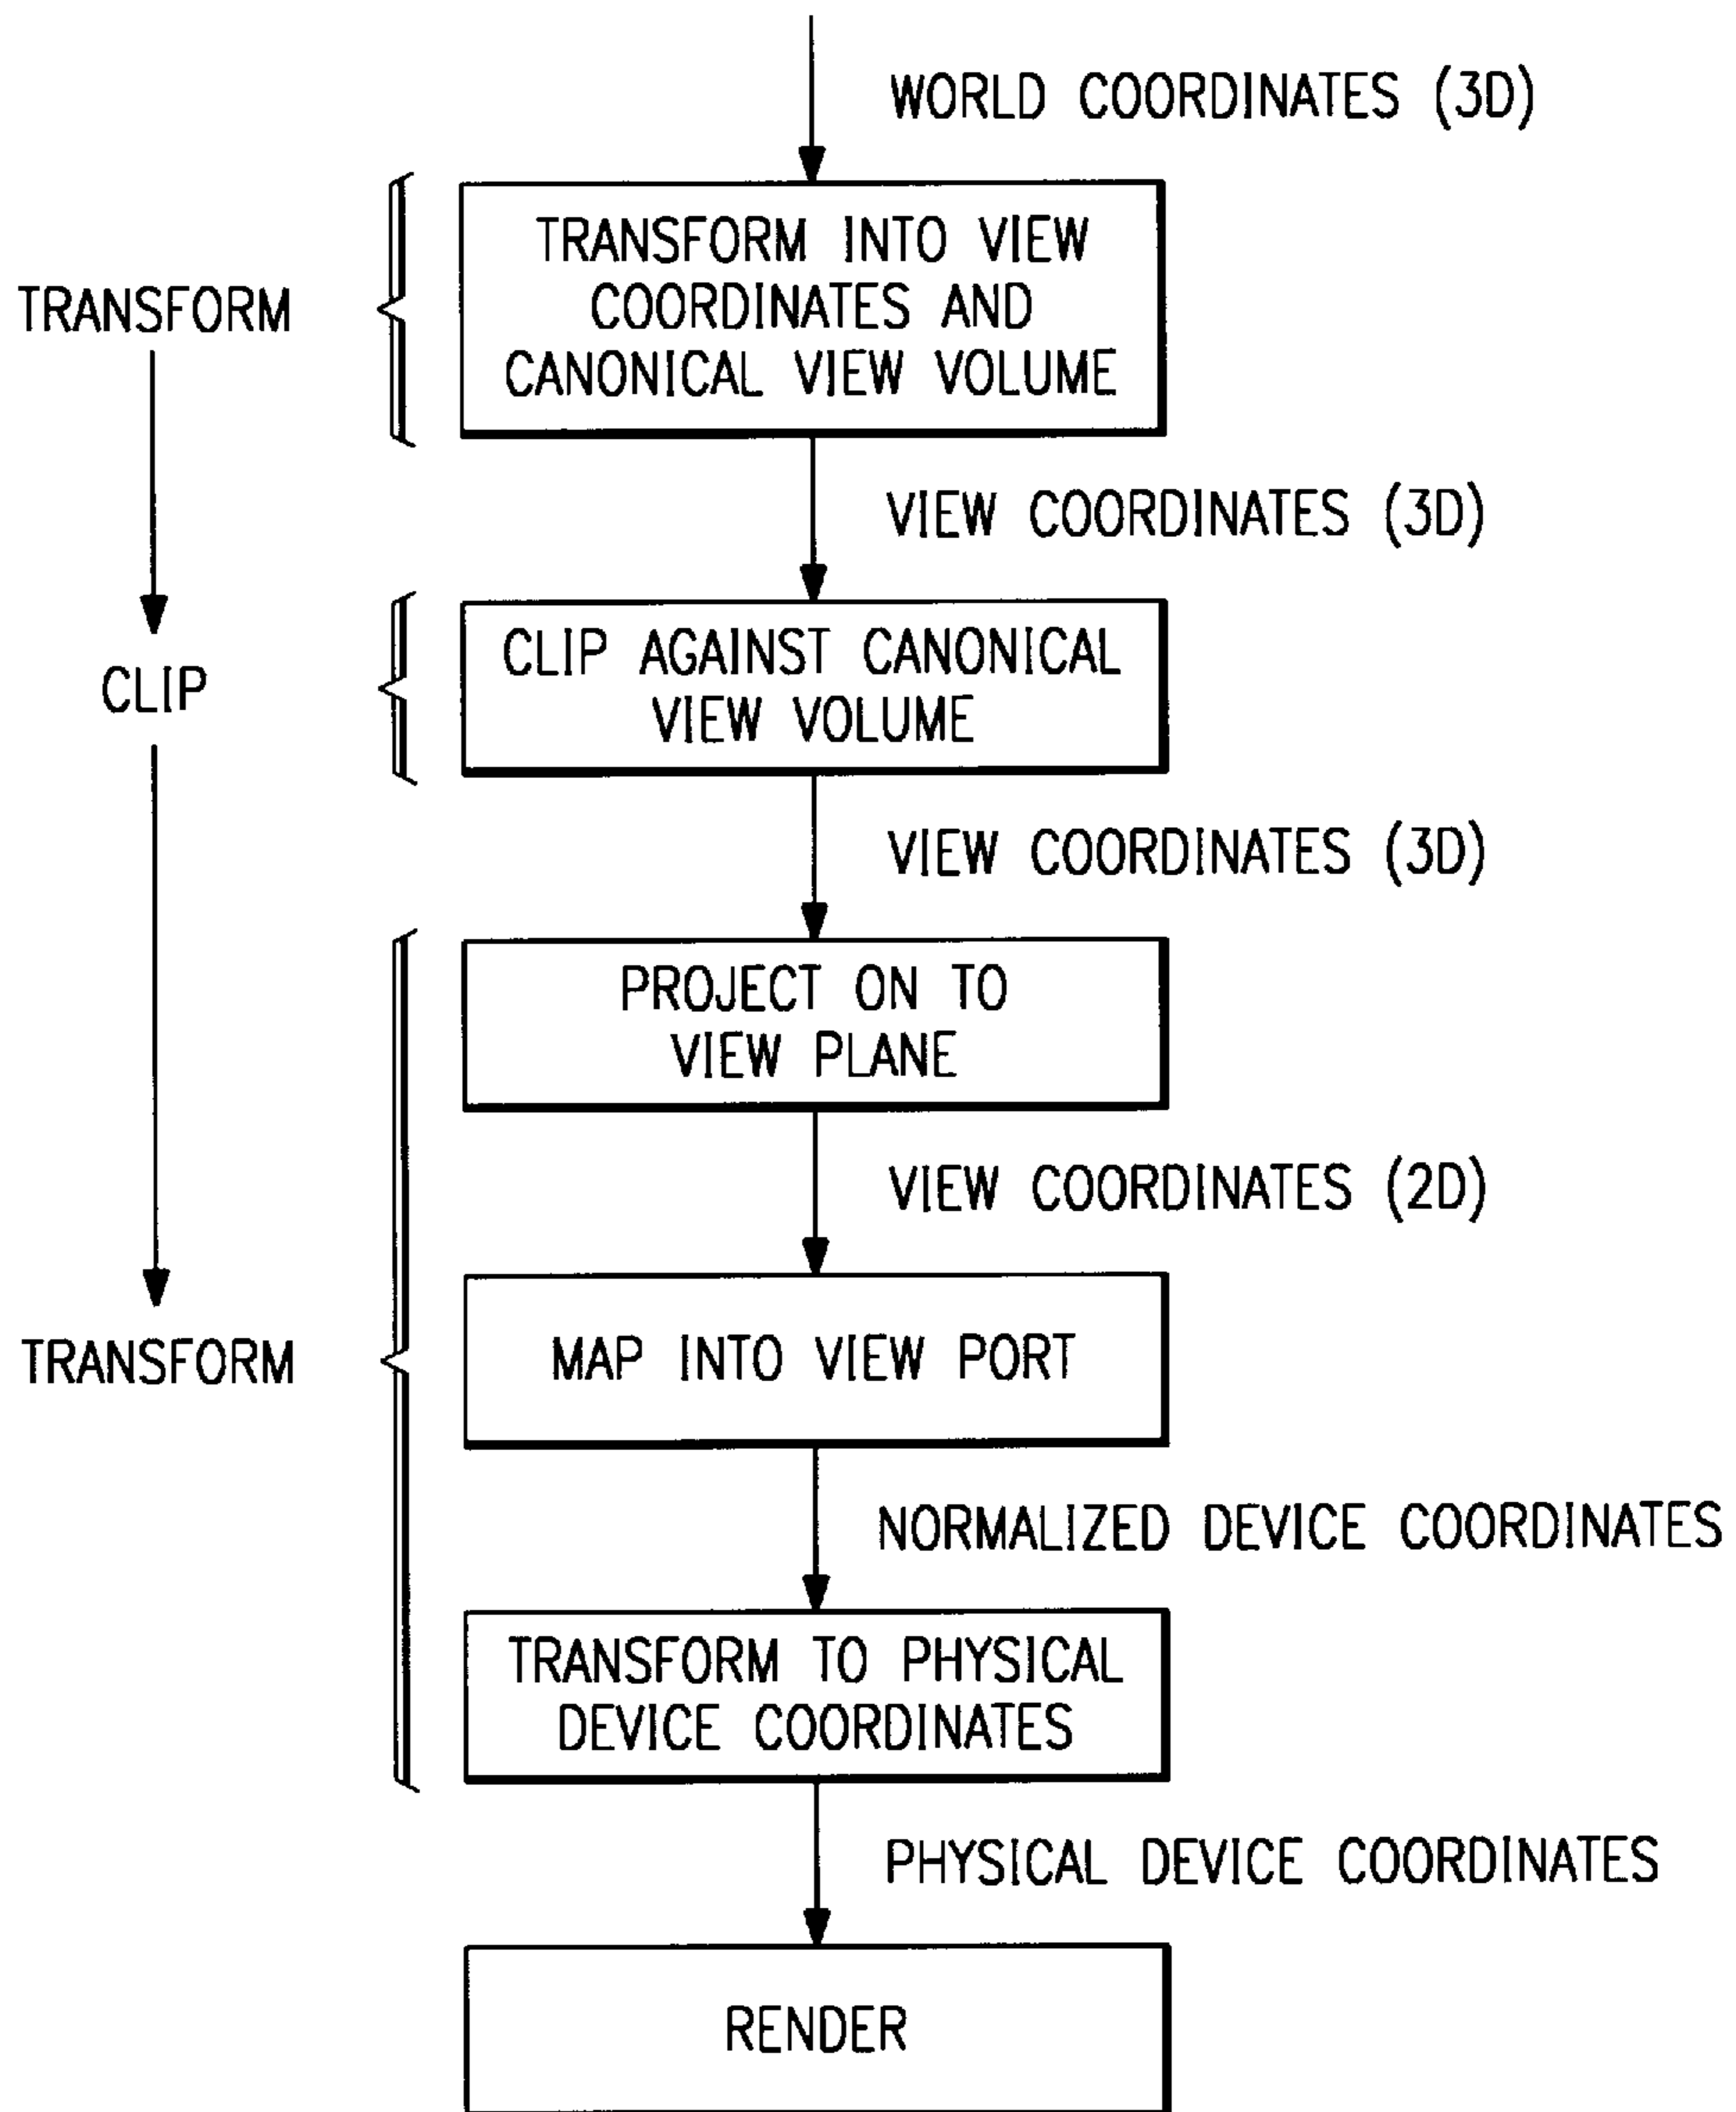 WORLD COORDINATES (3D)
TRANSFORM
TRANSFORM INTO VIEW
COORDINATES AND
CANONICAL VIEW VOLUME
VIEW COORDINATES (3D)
CLIP
CLIP AGAINST CANONICAL
VIEW VOLUME
VIEW COORDINATES (3D)
PROJECT ON TO
VIEW PLANE
VIEW COORDINATES (2D)
TRANSFORM
MAP INTO VIEW PORT
NORMALIZED DEVICE COORDINATES
TRANSFORM TO PHYSICAL
DEVICE COORDINATES
PHYSICAL DEVICE COORDINATES
RENDER